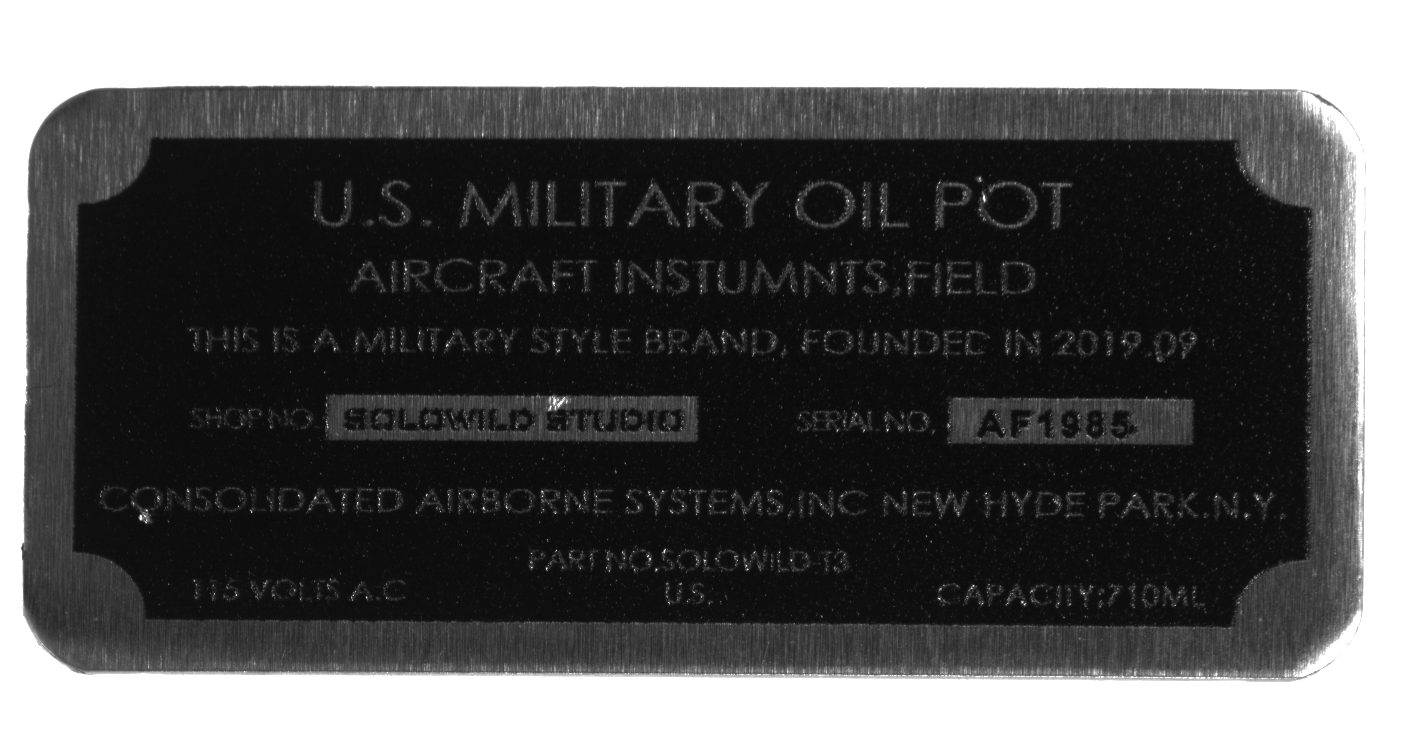 U.S. MILITARY OIL POT
AIRCRAFT INSTUMNTS,FIELD
THIS IS A MILITARY STYLE BRAND, FOUNDED IN 2019.09
SHOP NO. SOLOWILD STUDIO SERIAL NO. AF1985
CONSOLIDATED AIRBORNE SYSTEMS,INC NEW HYDE PARK.N.Y.
PART NO.SOLOWILD-T3
115 VOLTS A.C U.S. CAPACITY:710ML